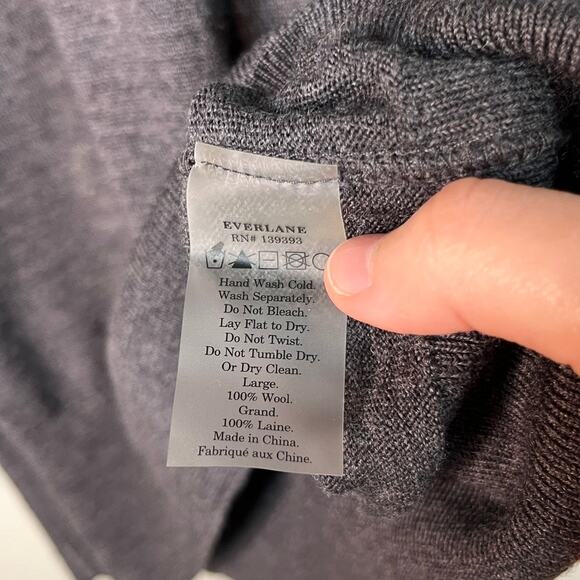 EVERLANE
RN# 139393
Hand Wash Cold.
Wash Separately.
Do Not Bleach.
Lay Flat to Dry.
Do Not Twist.
Do Not Tumble Dry.
Or Dry Clean.
Large.
100% Wool.
Grand.
100% Laine.
Made in China.
Fabriqué aux Chine.